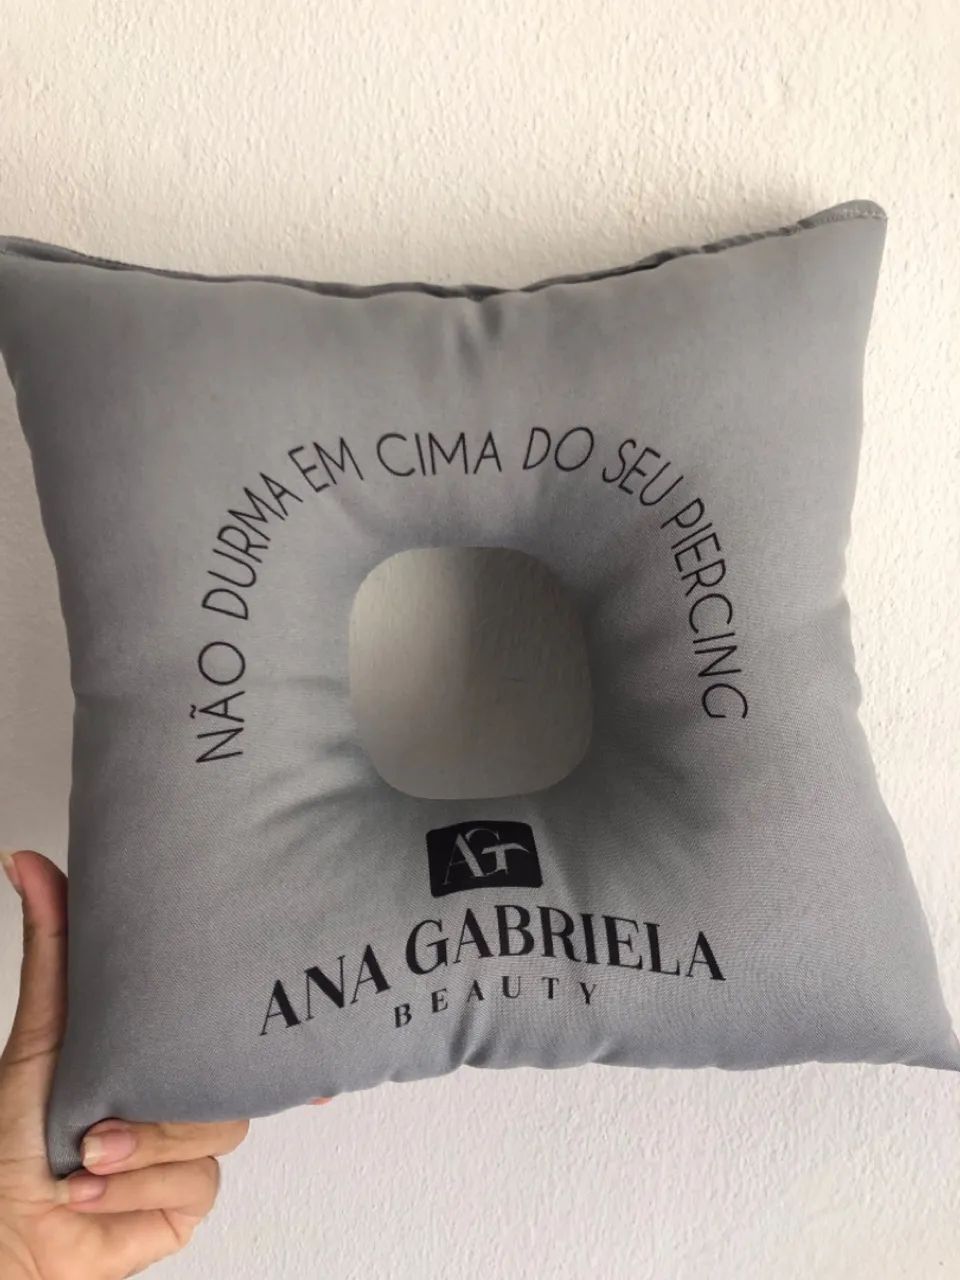 NÃO DURMA EM CIMA DO SEU PIERCING
AG
ANA GABRIELA
BEAUTY